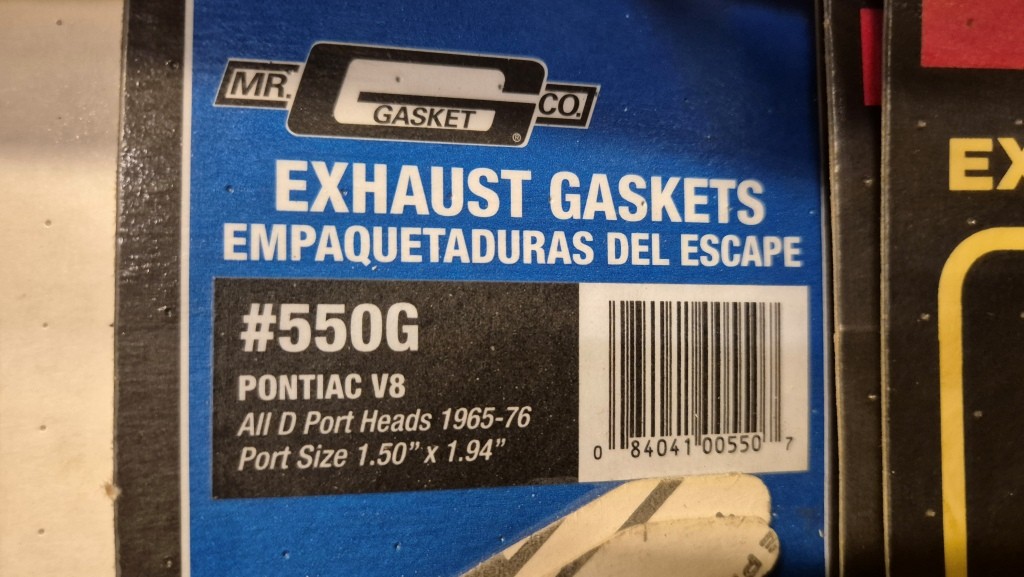 MR. GASKET CO.
®
EXHAUST GASKETS
EMPAQUETADURAS DEL ESCAPE
#550G
PONTIAC V8
All D Port Heads 1965-76
Port Size 1.50" x 1.94"
0 84041 00550 7
EX